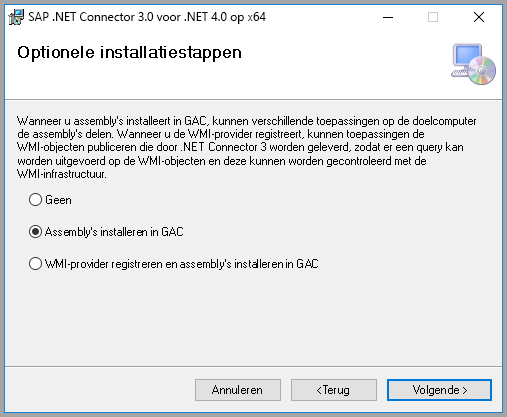 SAP .NET Connector 3.0 voor .NET 4.0 op x64
Optionele installatiestappen
Wanneer u assembly's installeert in GAC, kunnen verschillende toepassingen op de doelcomputer
de assembly's delen. Wanneer u de WMI-provider registreert, kunnen toepassingen de
WMI-objecten publiceren die door .NET Connector 3 worden geleverd, zodat er een query kan
worden uitgevoerd op de WMI-objecten en deze kunnen worden gecontroleerd met de
WMI-infrastructuur.
Geen
Assembly's installeren in GAC
WMI-provider registreren en assembly's installeren in GAC
Annuleren
<Terug
Volgende >